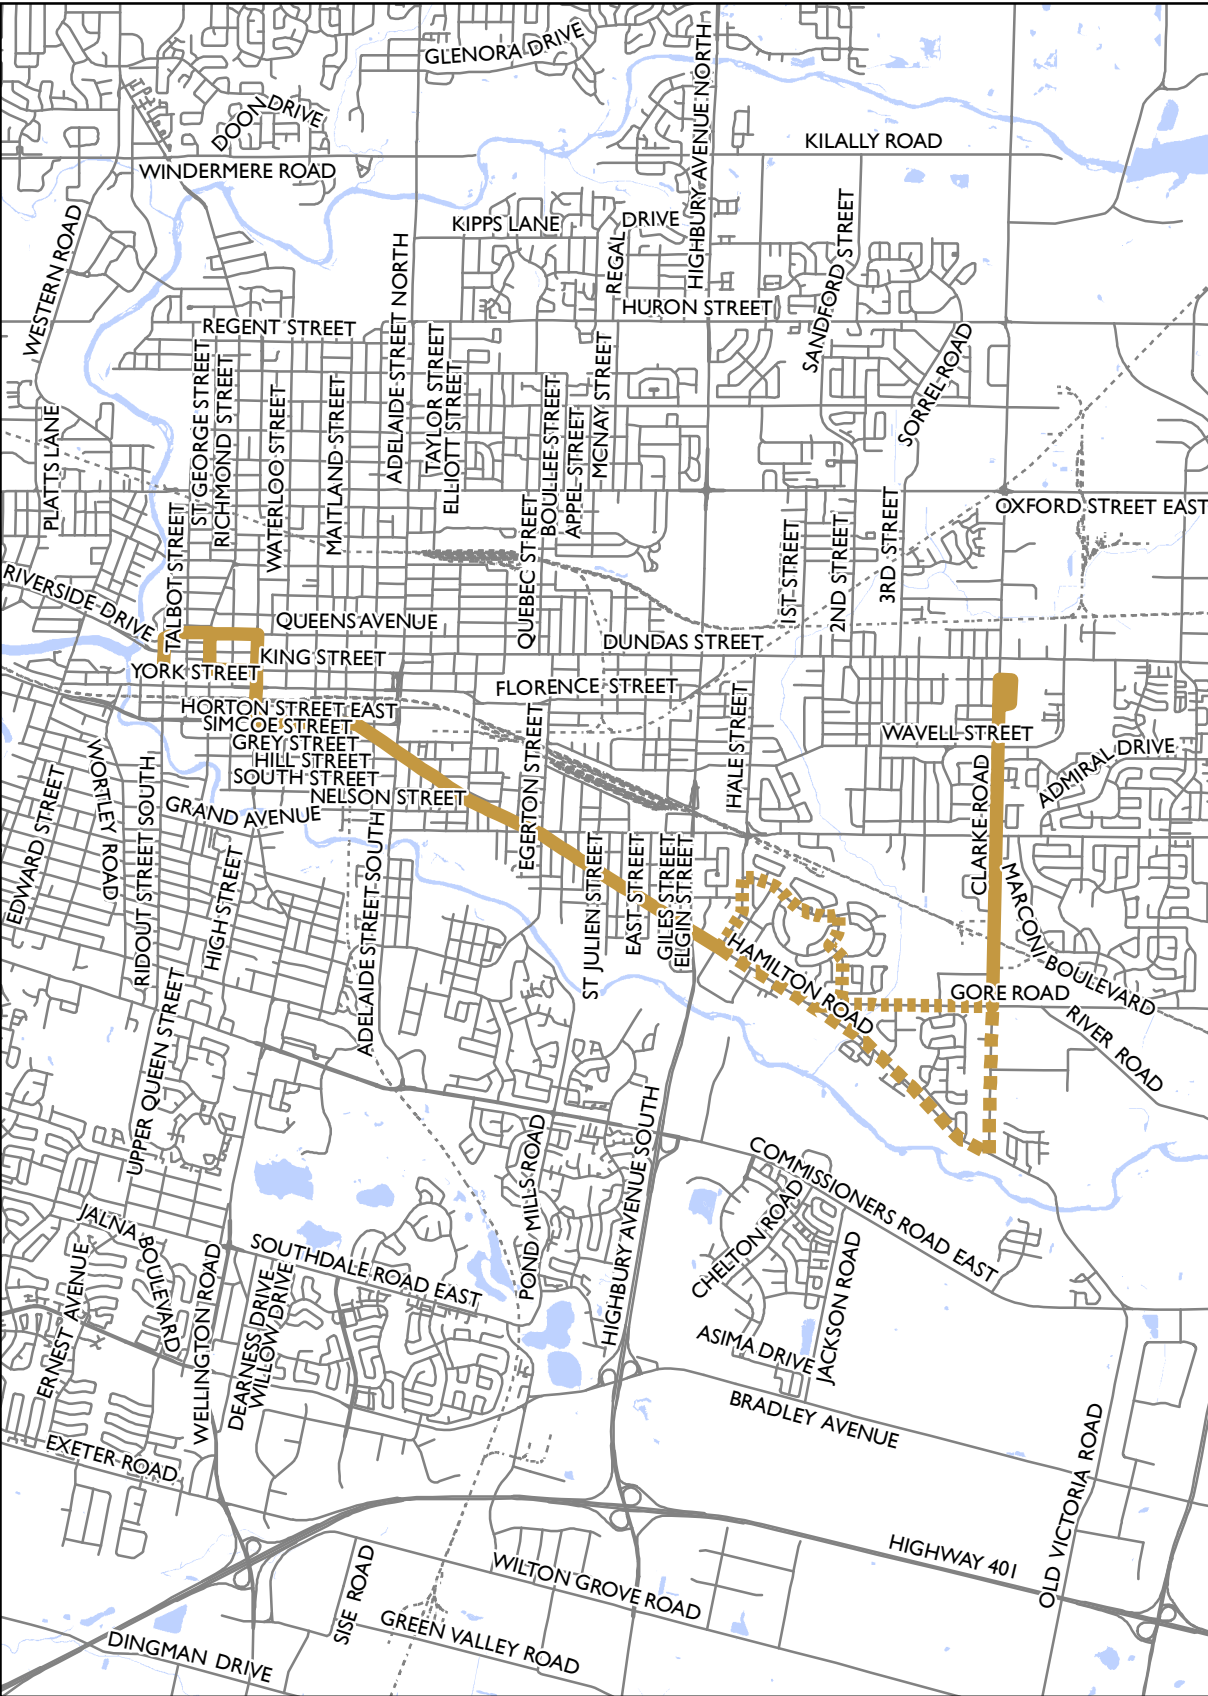 GLENORA DRIVE
HIGHBURY AVENUE NORTH
DOON DRIVE
KILALLY ROAD
WINDERMERE ROAD
WESTERN ROAD
KIPPS LANE
REGAL DRIVE
SANDFORD STREET
ADELAIDE STREET NORTH
HURON STREET
REGENT STREET
ST GEORGE STREET
RICHMOND STREET
WATERLOO STREET
MAITLAND STREET
TAYLOR STREET
ELLIOTT STREET
BOULLEE STREET
APPEL STREET
MCNAY STREET
SORREL ROAD
PLATTS LANE
TALBOT STREET
QUEBEC STREET
1ST STREET
2ND STREET
3RD STREET
OXFORD STREET EAST
RIVERSIDE DRIVE
QUEENS AVENUE
DUNDAS STREET
KING STREET
YORK STREET
FLORENCE STREET
HORTON STREET EAST
SIMCOE STREET
GREY STREET
HILL STREET
SOUTH STREET
NELSON STREET
GRAND AVENUE
EGERTON STREET
HALE STREET
WAVELL STREET
ADMIRAL DRIVE
CLARKE ROAD
MARCONI BOULEVARD
EDWARD STREET
WORTLEY ROAD
RIDOUT STREET SOUTH
HIGH STREET
ADELAIDE STREET SOUTH
ST JULIEN STREET
EAST STREET
GILES STREET
ELGIN STREET
HAMILTON ROAD
GORE ROAD
RIVER ROAD
UPPER QUEEN STREET
POND MILLS ROAD
HIGHBURY AVENUE SOUTH
COMMISSIONERS ROAD EAST
CHELTON ROAD
JACKSON ROAD
ASIMA DRIVE
JALNA BOULEVARD
ERNEST AVENUE
WELLINGTON ROAD
SOUTHDALE ROAD EAST
DEARNESS DRIVE
WILLOW DRIVE
BRADLEY AVENUE
EXETER ROAD
OLD VICTORIA ROAD
HIGHWAY 401
WILTON GROVE ROAD
SISE ROAD
GREEN VALLEY ROAD
DINGMAN DRIVE